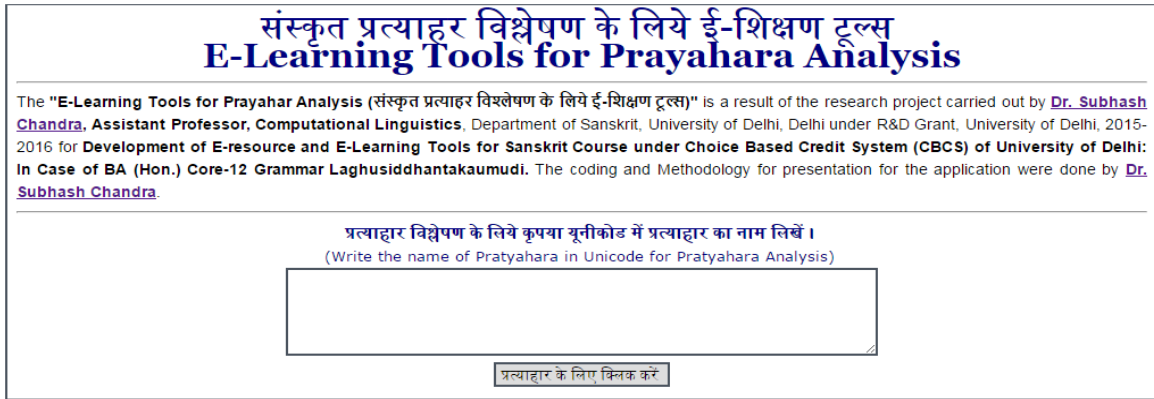 संस्कृत प्रत्याहर विश्लेषण के लिये ई-शिक्षण टूल्स
E-Learning Tools for Prayahara Analysis
The "E-Learning Tools for Prayahar Analysis (संस्कृत प्रत्याहर विश्लेषण के लिये ई-शिक्षण टूल्स)" is a result of the research project carried out by Dr. Subhash
Chandra, Assistant Professor, Computational Linguistics, Department of Sanskrit, University of Delhi, Delhi under R&D Grant, University of Delhi, 2015-
2016 for Development of E-resource and E-Learning Tools for Sanskrit Course under Choice Based Credit System (CBCS) of University of Delhi:
In Case of BA (Hon.) Core-12 Grammar Laghusiddhantakaumudi. The coding and Methodology for presentation for the application were done by Dr.
Subhash Chandra.
प्रत्याहार विश्लेषण के लिये कृपया यूनीकोड में प्रत्याहार का नाम लिखें ।
(Write the name of Pratyahara in Unicode for Pratyahara Analysis)
प्रत्याहार के लिए क्लिक करें